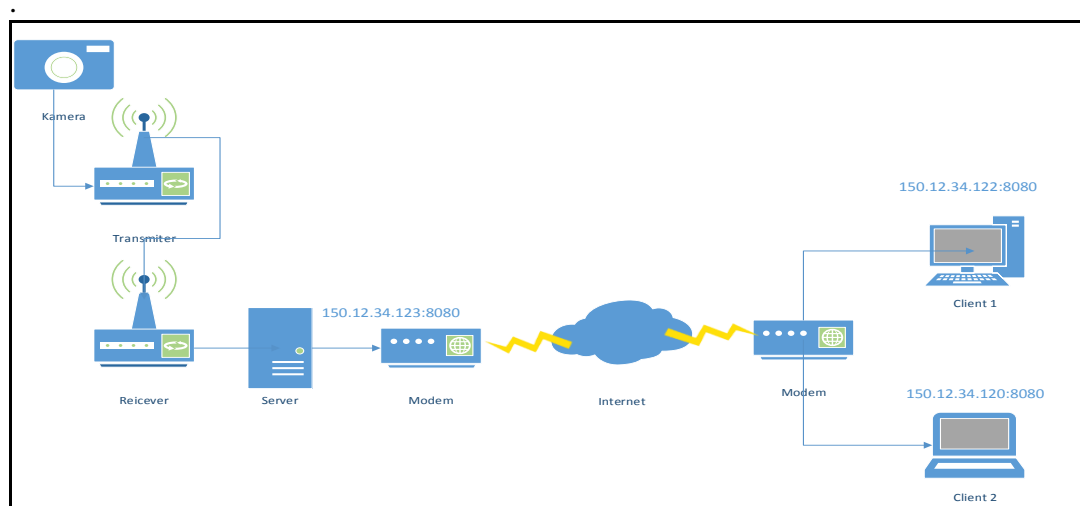 .
Kamera
Transmiter
150.12.34.122:8080
Client 1
150.12.34.123:8080
Reicever
Server
Modem
Internet
Modem
150.12.34.120:8080
Client 2